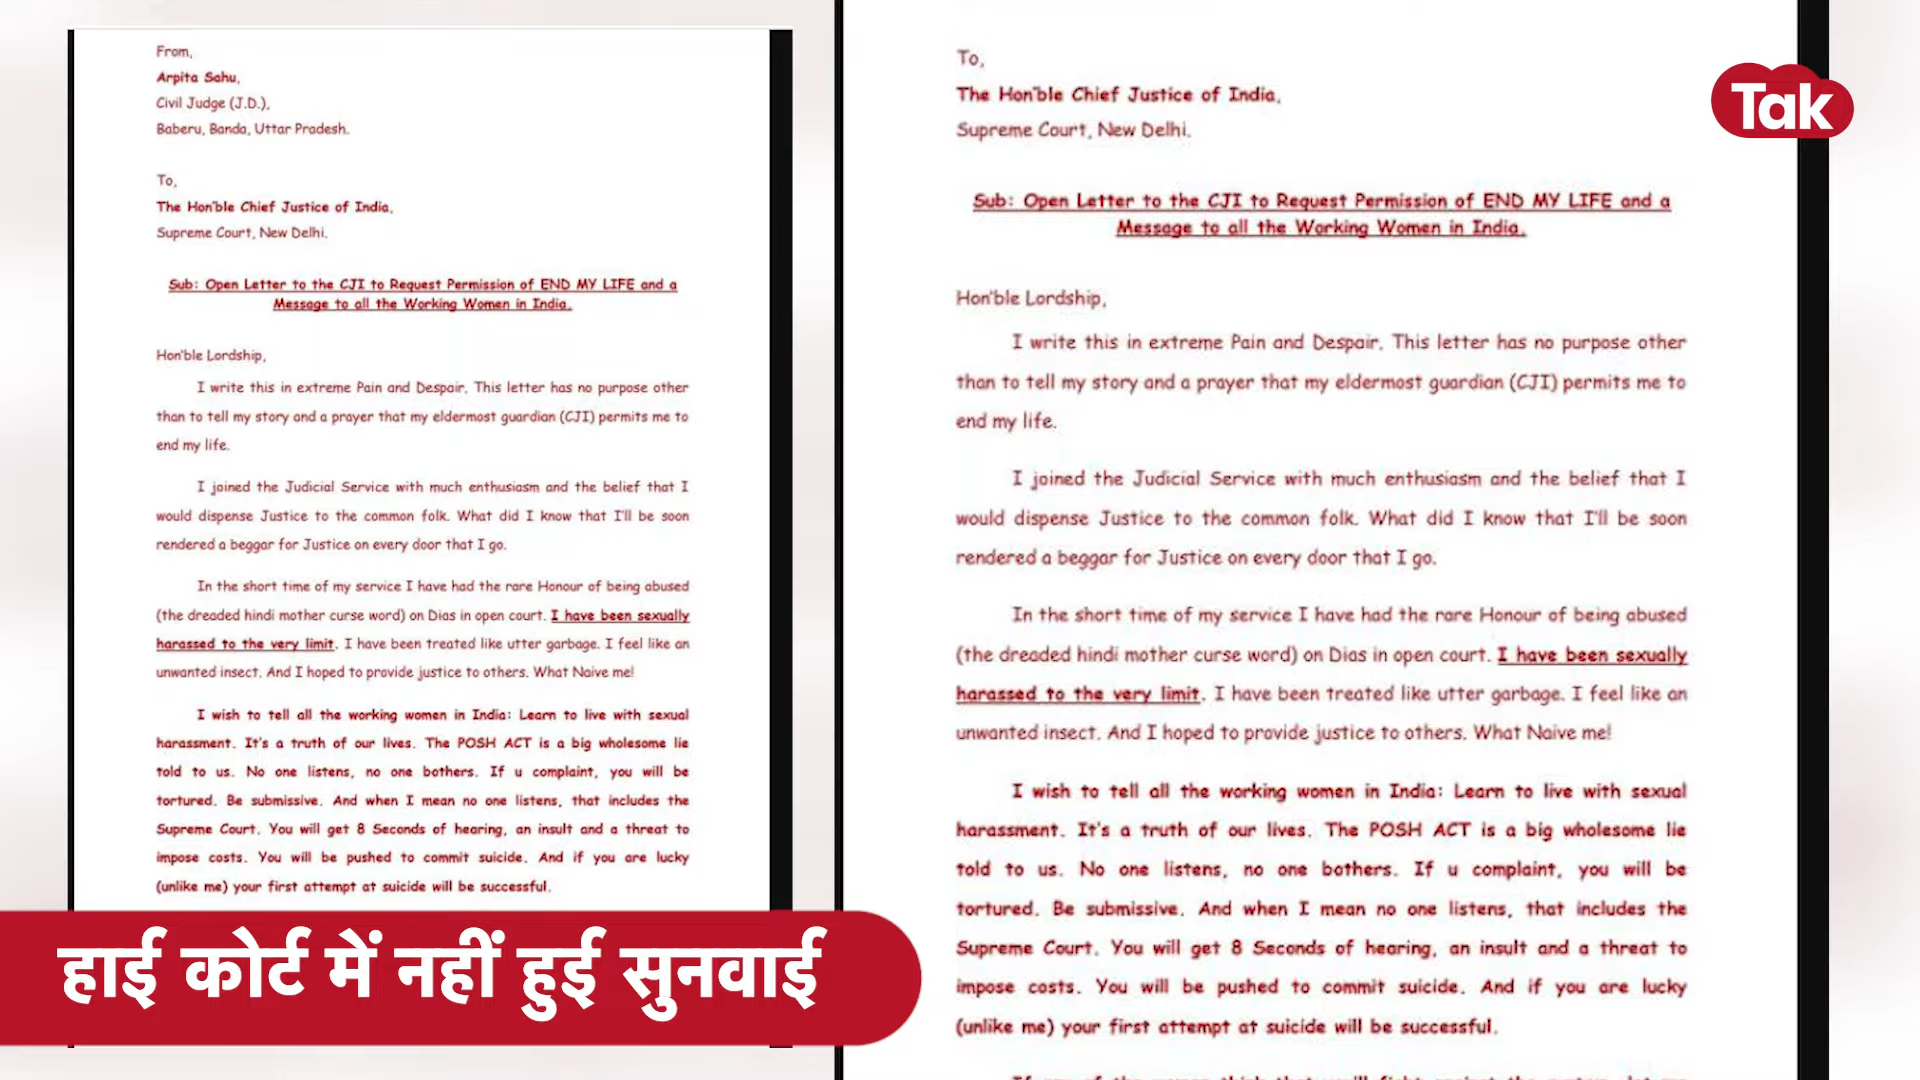 From,
Arpita Sahu,
Civil Judge (J.D.),
Baberu, Banda, Uttar Pradesh.
To,
The Hon'ble Chief Justice of India,
Supreme Court, New Delhi.
Sub: Open Letter to the CJI to Request Permission of END MY LIFE and a
Message to all the Working Women in India.
Hon'ble Lordship,
I write this in extreme Pain and Despair. This letter has no purpose other
than to tell my story and a prayer that my eldermost guardian (CJI) permits me to
end my life.
I joined the Judicial Service with much enthusiasm and the belief that I
would dispense Justice to the common folk. What did I know that I'll be soon
rendered a beggar for Justice on every door that I go.
In the short time of my service I have had the rare Honour of being abused
(the dreaded hindi mother curse word) on Dias in open court. I have been sexually
harassed to the very limit. I have been treated like utter garbage. I feel like an
unwanted insect. And I hoped to provide justice to others. What Naive me!
I wish to tell all the working women in India: Learn to live with sexual
harassment. It's a truth of our lives. The POSH ACT is a big wholesome lie
told to us. No one listens, no one bothers. If u complaint, you will be
tortured. Be submissive. And when I mean no one listens, that includes the
Supreme Court. You will get 8 Seconds of hearing, an insult and a threat to
impose costs. You will be pushed to commit suicide. And if you are lucky
(unlike me) your first attempt at suicide will be successful.
हाई कोर्ट में नहीं हुई सुनवाई
To,
The Hon'ble Chief Justice of India,
Supreme Court, New Delhi.
Sub: Open Letter to the CJI to Request Permission of END MY LIFE and a
Message to all the Working Women in India.
Hon'ble Lordship,
I write this in extreme Pain and Despair. This letter has no purpose other
than to tell my story and a prayer that my eldermost guardian (CJI) permits me to
end my life.
I joined the Judicial Service with much enthusiasm and the belief that I
would dispense Justice to the common folk. What did I know that I'll be soon
rendered a beggar for Justice on every door that I go.
In the short time of my service I have had the rare Honour of being abused
(the dreaded hindi mother curse word) on Dias in open court. I have been sexually
harassed to the very limit. I have been treated like utter garbage. I feel like an
unwanted insect. And I hoped to provide justice to others. What Naive me!
I wish to tell all the working women in India: Learn to live with sexual
harassment. It's a truth of our lives. The POSH ACT is a big wholesome lie
told to us. No one listens, no one bothers. If u complaint, you will be
tortured. Be submissive. And when I mean no one listens, that includes the
Supreme Court. You will get 8 Seconds of hearing, an insult and a threat to
impose costs. You will be pushed to commit suicide. And if you are lucky
(unlike me) your first attempt at suicide will be successful.
Tak